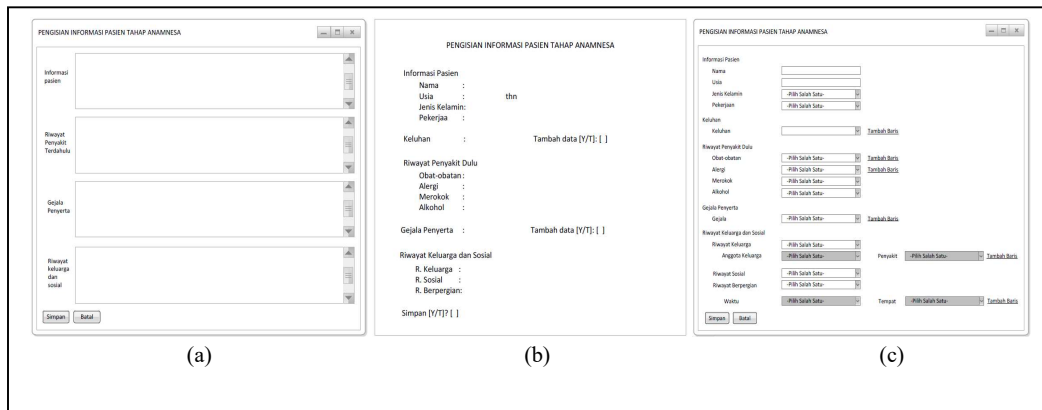 PENGISIAN INFORMASI PASIEN TAHAP ANAMNESA
Informasi
pasien
Riwayat
Penyakit
Terdahulu
Gejala
Penyerta
Riwayat
keluarga
dan
sosial
Simpan Batal
(a)
PENGISIAN INFORMASI PASIEN TAHAP ANAMNESA
Informasi Pasien
Nama :
Usia : thn
Jenis Kelamin:
Pekerjaa :
Keluhan : Tambah data [Y/T]: [ ]
Riwayat Penyakit Dulu
Obat-obatan :
Alergi :
Merokok :
Alkohol :
Gejala Penyerta : Tambah data [Y/T]: [ ]
Riwayat Keluarga dan Sosial
R. Keluarga :
R. Sosial :
R. Berpergian:
Simpan [Y/T]? [ ]
(b)
PENGISIAN INFORMASI PASIEN TAHAP ANAMNESA
Informasi Pasien
Nama
Usia
Jenis Kelamin -Pilih Salah Satu-
Pekerjaan -Pilih Salah Satu-
Keluhan
Keluhan Tambah Baris
Riwayat Penyakit Dulu
Obat-obatan -Pilih Salah Satu- Tambah Baris
Alergi -Pilih Salah Satu- Tambah Baris
Merokok -Pilih Salah Satu-
Alkohol -Pilih Salah Satu-
Gejala Penyerta
Gejala -Pilih Salah Satu- Tambah Baris
Riwayat Keluarga dan Sosial
Riwayat Keluarga -Pilih Salah Satu-
Anggota Keluarga -Pilih Salah Satu- Penyakit -Pilih Salah Satu- Tambah Baris
Riwayat Sosial -Pilih Salah Satu-
Riwayat Berpergian -Pilih Salah Satu-
Waktu -Pilih Salah Satu- Tempat -Pilih Salah Satu- Tambah Baris
Simpan Batal
(c)